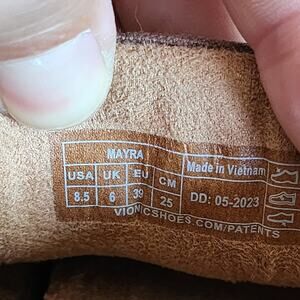 MAYRA
Made in Vietnam
USA UK EU CM
8.5 6 39 25
DD: 05-2023
VIONICSHOES.COM/PATENTS